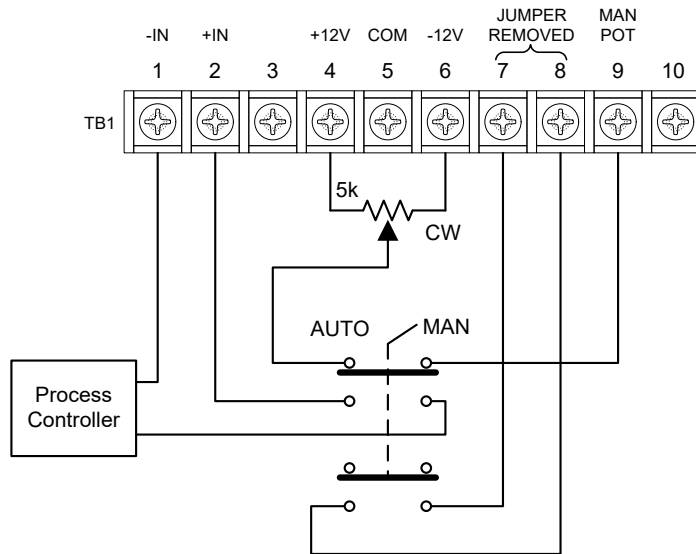 JUMPER MAN
-IN +IN +12V COM -12V REMOVED POT
1 2 3 4 5 6 7 8 9 10
TB1
5k
CW
AUTO MAN
Process
Controller